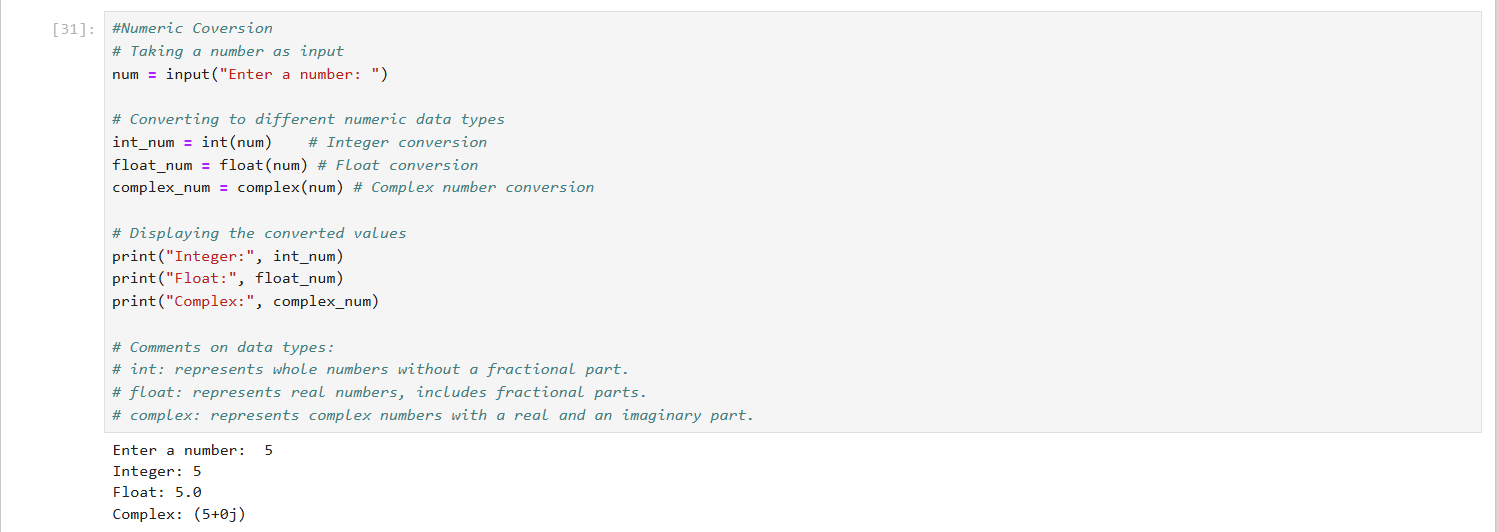 [31]:
#Numeric Coversion
# Taking a number as input
num = input("Enter a number: ")
# Converting to different numeric data types
int_num = int(num)    # Integer conversion
float_num = float(num) # Float conversion
complex_num = complex(num) # Complex number conversion
# Displaying the converted values
print("Integer:", int_num)
print("Float:", float_num)
print("Complex:", complex_num)
# Comments on data types:
# int: represents whole numbers without a fractional part.
# float: represents real numbers, includes fractional parts.
# complex: represents complex numbers with a real and an imaginary part.
Enter a number:  5
Integer: 5
Float: 5.0
Complex: (5+0j)